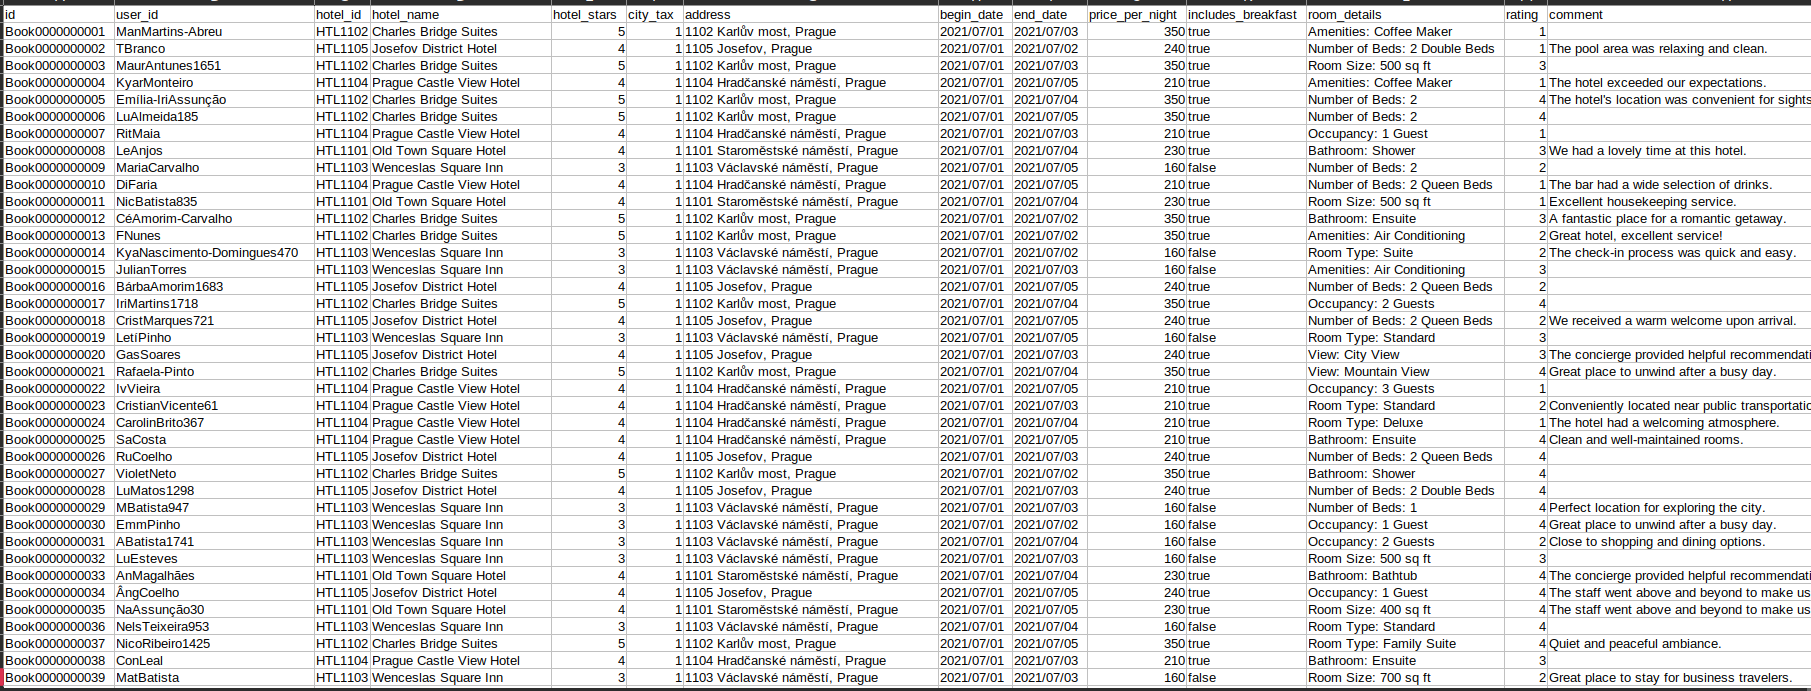 id user_id hotel_id hotel_name hotel_stars city_tax address begin_date end_date price_per_night includes_breakfast room_details rating comment
Book0000000001 ManMartins-Abreu HTL1102 Charles Bridge Suites 5 1 1102 Karlův most, Prague 2021/07/01 2021/07/03 350 true Amenities: Coffee Maker 1
Book0000000002 TBranco HTL1105 Josefov District Hotel 4 1 1105 Josefov, Prague 2021/07/01 2021/07/03 240 true Number of Beds: 2 Double Beds 1 The pool area was relaxing and clean.
Book0000000003 MaurAntunes1651 HTL1102 Charles Bridge Suites 5 1 1102 Karlův most, Prague 2021/07/01 2021/07/03 350 true Room Size: 500 sq ft 3
Book0000000004 KyarMonteiro HTL1104 Prague Castle View Hotel 4 1 1104 Hradčanské náměstí, Prague 2021/07/01 2021/07/05 210 true Amenities: Coffee Maker 1 The hotel exceeded our expectations.
Book0000000005 Emília-IriAssunção HTL1102 Charles Bridge Suites 5 1 1102 Karlův most, Prague 2021/07/01 2021/07/04 350 true Number of Beds: 2 4 The hotel's location was convenient for sights
Book0000000006 LuAlmeida185 HTL1102 Charles Bridge Suites 5 1 1102 Karlův most, Prague 2021/07/01 2021/07/05 350 true Number of Beds: 2 4
Book0000000007 RitMaia HTL1104 Prague Castle View Hotel 4 1 1104 Hradčanské náměstí, Prague 2021/07/01 2021/07/03 210 true Occupancy: 1 Guest 1
Book0000000008 LeAnjos HTL1101 Old Town Square Hotel 4 1 1101 Staroměstské náměstí, Prague 2021/07/01 2021/07/04 230 true Bathroom: Shower 3 We had a lovely time at this hotel.
Book0000000009 MariaCarvalho HTL1103 Wenceslas Square Inn 3 1 1103 Václavské náměstí, Prague 2021/07/01 2021/07/05 160 false Number of Beds: 2 2
Book0000000010 DiFaria HTL1104 Prague Castle View Hotel 4 1 1104 Hradčanské náměstí, Prague 2021/07/01 2021/07/05 210 true Number of Beds: 2 Queen Beds 1 The bar had a wide selection of drinks.
Book0000000011 NicBatista835 HTL1101 Old Town Square Hotel 4 1 1101 Staroměstské náměstí, Prague 2021/07/01 2021/07/04 230 true Room Size: 500 sq ft 1 Excellent housekeeping service.
Book0000000012 CéAmorim-Carvalho HTL1102 Charles Bridge Suites 5 1 1102 Karlův most, Prague 2021/07/01 2021/07/02 350 true Bathroom: Ensuite 3 A fantastic place for a romantic getaway.
Book0000000013 FNunes HTL1102 Charles Bridge Suites 5 1 1102 Karlův most, Prague 2021/07/01 2021/07/02 350 true Amenities: Air Conditioning 2 Great hotel, excellent service!
Book0000000014 KyaNascimento-Domingues470 HTL1103 Wenceslas Square Inn 3 1 1103 Václavské náměstí, Prague 2021/07/01 2021/07/02 160 false Room Type: Suite 2 The check-in process was quick and easy.
Book0000000015 JulianTorres HTL1103 Wenceslas Square Inn 3 1 1103 Václavské náměstí, Prague 2021/07/01 2021/07/03 160 false Amenities: Air Conditioning 3
Book0000000016 BárbaAmorim1683 HTL1105 Josefov District Hotel 4 1 1105 Josefov, Prague 2021/07/01 2021/07/05 240 true Number of Beds: 2 Queen Beds 2
Book0000000017 IriMartins1718 HTL1102 Charles Bridge Suites 5 1 1102 Karlův most, Prague 2021/07/01 2021/07/04 350 true Occupancy: 2 Guests 4
Book0000000018 CristMarques721 HTL1105 Josefov District Hotel 4 1 1105 Josefov, Prague 2021/07/01 2021/07/05 240 true Number of Beds: 2 Queen Beds 2 We received a warm welcome upon arrival.
Book0000000019 LetíPinho HTL1103 Wenceslas Square Inn 3 1 1103 Václavské náměstí, Prague 2021/07/01 2021/07/05 160 false Room Type: Standard 3
Book0000000020 GasSoares HTL1105 Josefov District Hotel 4 1 1105 Josefov, Prague 2021/07/01 2021/07/03 240 true View: City View 3 The concierge provided helpful recommendati
Book0000000021 Rafaela-Pinto HTL1102 Charles Bridge Suites 5 1 1102 Karlův most, Prague 2021/07/01 2021/07/04 350 true View: Mountain View 4 Great place to unwind after a busy day.
Book0000000022 IvVieira HTL1104 Prague Castle View Hotel 4 1 1104 Hradčanské náměstí, Prague 2021/07/01 2021/07/05 210 true Occupancy: 3 Guests 1
Book0000000023 CristianVicente61 HTL1104 Prague Castle View Hotel 4 1 1104 Hradčanské náměstí, Prague 2021/07/01 2021/07/03 210 true Room Type: Standard 2 Conveniently located near public transportatio
Book0000000024 CarolinBrito367 HTL1104 Prague Castle View Hotel 4 1 1104 Hradčanské náměstí, Prague 2021/07/01 2021/07/04 210 true Room Type: Deluxe 1 The hotel had a welcoming atmosphere.
Book0000000025 SaCosta HTL1104 Prague Castle View Hotel 4 1 1104 Hradčanské náměstí, Prague 2021/07/01 2021/07/05 210 true Bathroom: Ensuite 4 Clean and well-maintained rooms.
Book0000000026 RuCoelho HTL1105 Josefov District Hotel 4 1 1105 Josefov, Prague 2021/07/01 2021/07/03 240 true Number of Beds: 2 Queen Beds 4
Book0000000027 VioletNeto HTL1102 Charles Bridge Suites 5 1 1102 Karlův most, Prague 2021/07/01 2021/07/02 350 true Bathroom: Shower 4
Book0000000028 LuMatos1298 HTL1105 Josefov District Hotel 4 1 1105 Josefov, Prague 2021/07/01 2021/07/03 240 true Number of Beds: 2 Double Beds 4
Book0000000029 MBatista947 HTL1103 Wenceslas Square Inn 3 1 1103 Václavské náměstí, Prague 2021/07/01 2021/07/03 160 false Number of Beds: 1 4 Perfect location for exploring the city.
Book0000000030 EmmPinho HTL1103 Wenceslas Square Inn 3 1 1103 Václavské náměstí, Prague 2021/07/01 2021/07/02 160 false Occupancy: 1 Guest 4 Great place to unwind after a busy day.
Book0000000031 ABatista1741 HTL1103 Wenceslas Square Inn 3 1 1103 Václavské náměstí, Prague 2021/07/01 2021/07/04 160 false Occupancy: 2 Guests 2 Close to shopping and dining options.
Book0000000032 LuEsteves HTL1103 Wenceslas Square Inn 3 1 1103 Václavské náměstí, Prague 2021/07/01 2021/07/03 160 false Room Size: 500 sq ft 3
Book0000000033 AnMagalhães HTL1101 Old Town Square Hotel 4 1 1101 Staroměstské náměstí, Prague 2021/07/01 2021/07/04 230 true Bathroom: Bathtub 4 The concierge provided helpful recommendati
Book0000000034 ÂngCoelho HTL1105 Josefov District Hotel 4 1 1105 Josefov, Prague 2021/07/01 2021/07/05 240 true Occupancy: 1 Guest 4 The staff went above and beyond to make us
Book0000000035 NaAssunção30 HTL1101 Old Town Square Hotel 4 1 1101 Staroměstské náměstí, Prague 2021/07/01 2021/07/05 230 true Room Size: 400 sq ft 4 The staff went above and beyond to make us
Book0000000036 NelsTeixeira953 HTL1103 Wenceslas Square Inn 3 1 1103 Václavské náměstí, Prague 2021/07/01 2021/07/04 160 false Room Type: Standard 4
Book0000000037 NicoRibeiro1425 HTL1102 Charles Bridge Suites 5 1 1102 Karlův most, Prague 2021/07/01 2021/07/05 350 true Room Type: Family Suite 4 Quiet and peaceful ambiance.
Book0000000038 ConLeal HTL1104 Prague Castle View Hotel 4 1 1104 Hradčanské náměstí, Prague 2021/07/01 2021/07/03 210 true Bathroom: Ensuite 3
Book0000000039 MatBatista HTL1103 Wenceslas Square Inn 3 1 1103 Václavské náměstí, Prague 2021/07/01 2021/07/03 160 false Room Size: 700 sq ft 2 Great place to stay for business travelers.